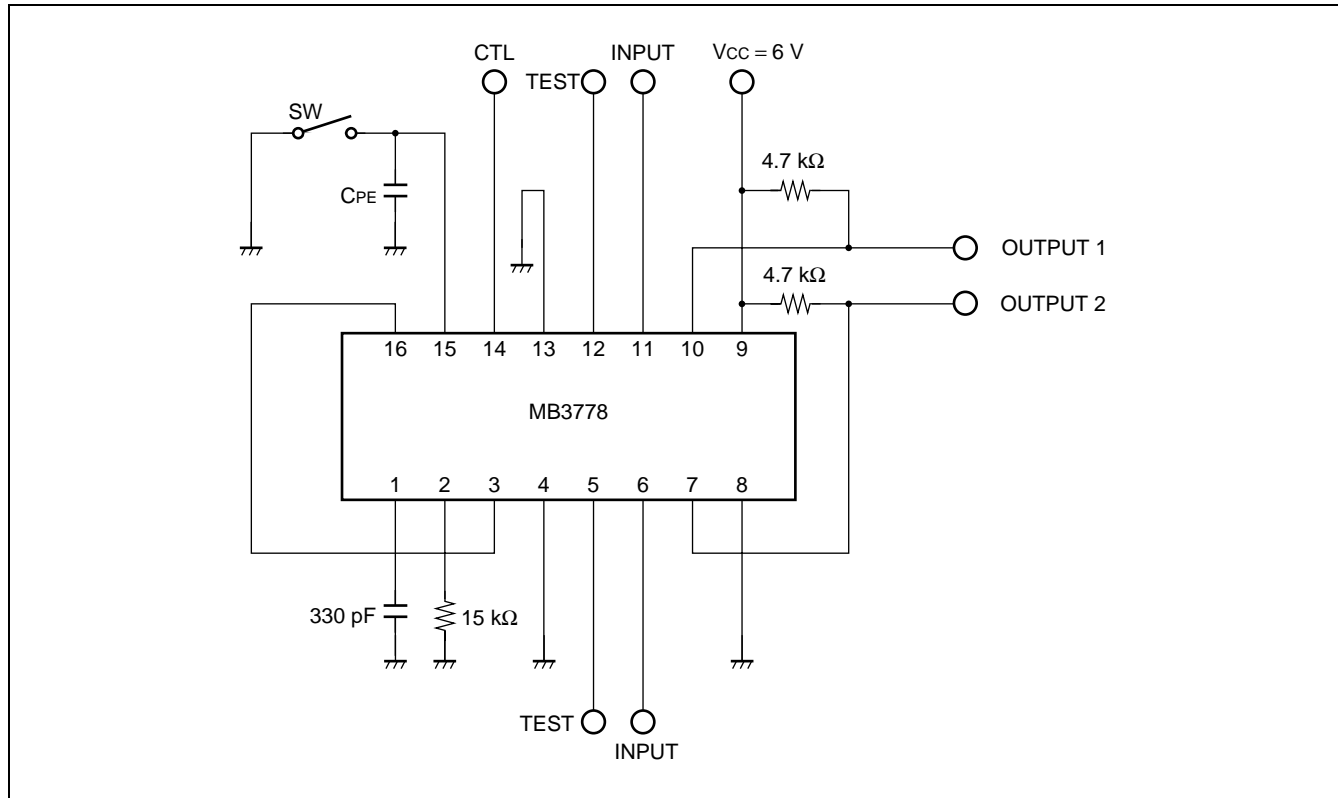 CTL
TEST
INPUT
VCC = 6 V
SW
CPE
4.7 kΩ
OUTPUT 1
4.7 kΩ
OUTPUT 2
16 15 14 13 12 11 10 9
MB3778
1 2 3 4 5 6 7 8
330 pF
15 kΩ
TEST
INPUT